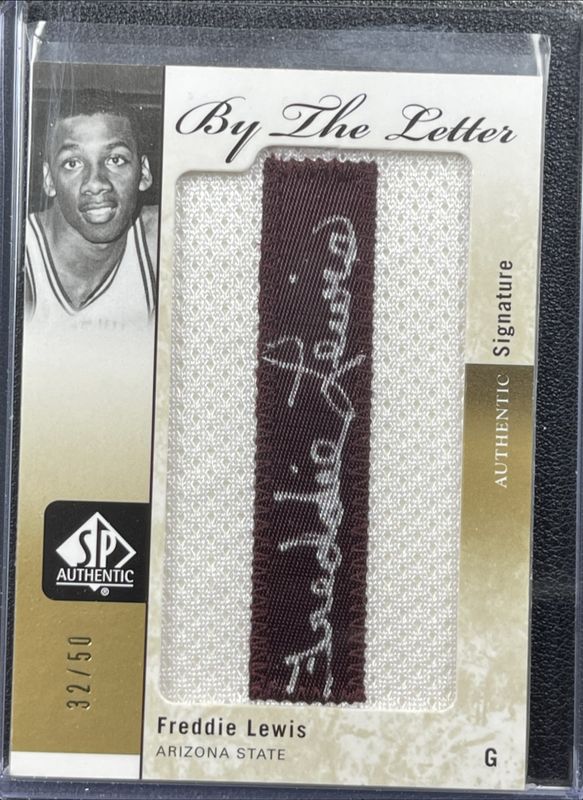 By The Letter
Freddie Lewis
AUTHENTIC Signature
SP
AUTHENTIC
®
32/50
Freddie Lewis
ARIZONA STATE
G